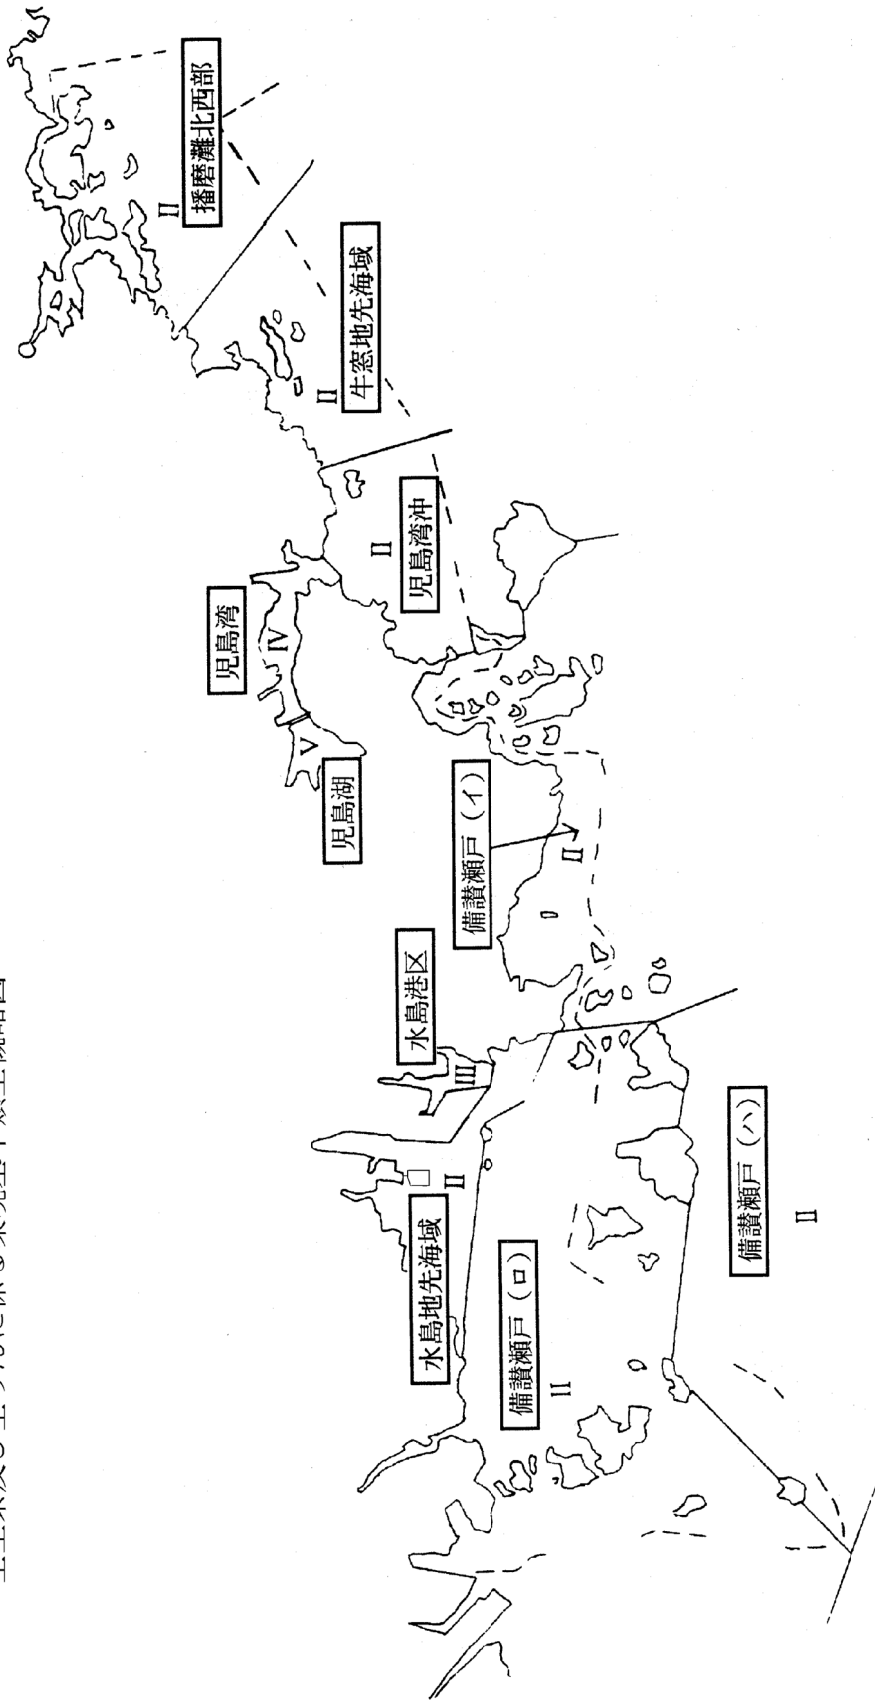 II
播磨灘北西部
児島湾
IV
V
児島湖
II
牛窓地先海域
II
児島湾沖
水島港区
III
水島地先海域
II
備讃瀬戸（イ）
II
備讃瀬戸（ロ）
II
備讃瀬戸（ハ）
II